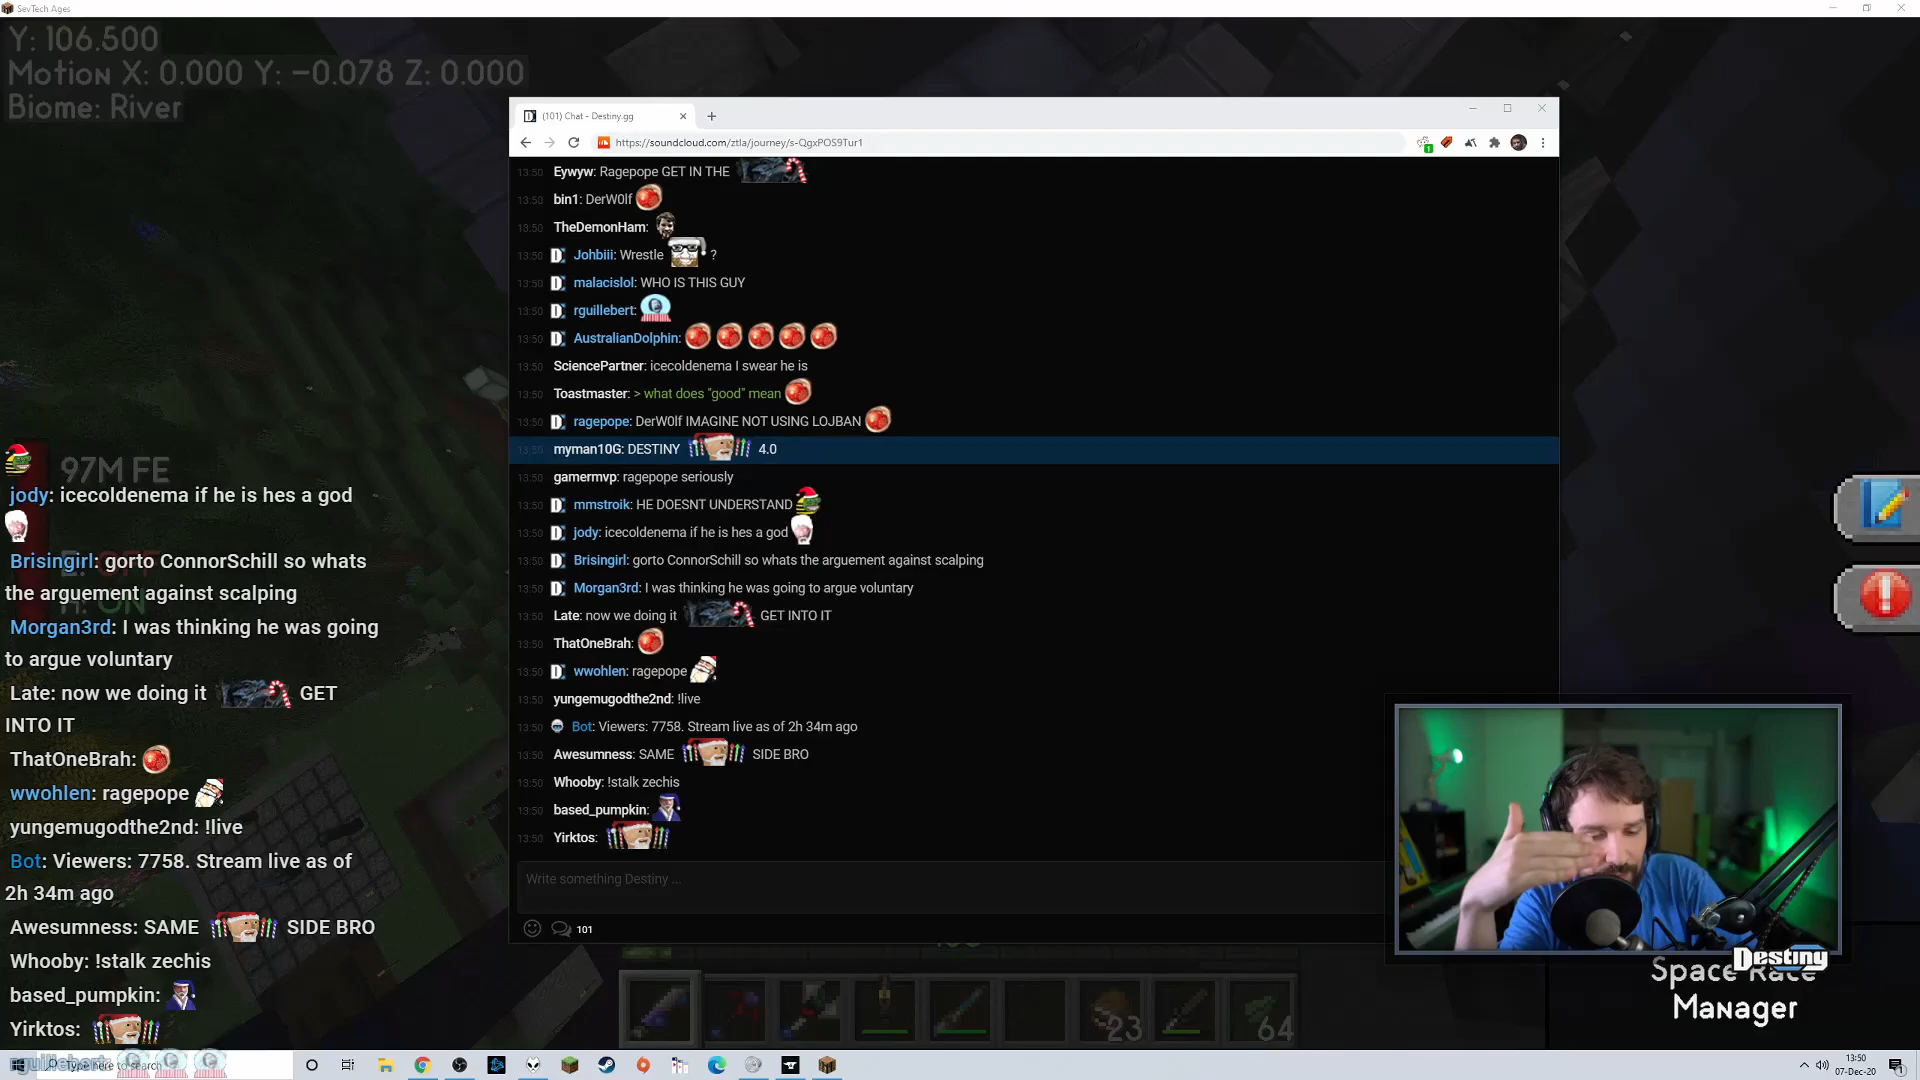 SevTech Ages
Y: 106.500
Motion X: 0.000 Y: -0.078 Z: 0.000
Biome: River
(101) Chat - Destiny.gg
https://soundcloud.com/ztla/journey/s-QgxPOS9Tur1
13:50 Eywyw: Ragepope GET IN THE
13:50 bin1: DerW0lf
13:50 TheDemonHam:
13:50 Johbiii: Wrestle ?
13:50 malacislol: WHO IS THIS GUY
13:50 rguillebert:
13:50 AustralianDolphin:
13:50 SciencePartner: icecoldenema I swear he is
13:50 Toastmaster: > what does "good" mean
13:50 ragepope: DerW0lf IMAGINE NOT USING LOJBAN
13:50 myman10G: DESTINY 4.0
13:50 gamermvp: ragepope seriously
13:50 mmstroik: HE DOESNT UNDERSTAND
13:50 jody: icecoldenema if he is hes a god
13:50 Brisingirl: gorto ConnorSchill so whats the arguement against scalping
13:50 Morgan3rd: I was thinking he was going to argue voluntary
13:50 Late: now we doing it GET INTO IT
13:50 ThatOneBrah:
13:50 wwohlen: ragepope
13:50 yungemugodthe2nd: !live
13:50 Bot: Viewers: 7758. Stream live as of 2h 34m ago
13:50 Awesumness: SAME SIDE BRO
13:50 Whooby: !stalk zechis
13:50 based_pumpkin:
13:50 Yirktos:
Write something Destiny ...
101
97M FE
E: OFF
H: ON
jody: icecoldenema if he is hes a god
Brisingirl: gorto ConnorSchill so whats
the arguement against scalping
Morgan3rd: I was thinking he was going
to argue voluntary
Late: now we doing it GET
INTO IT
ThatOneBrah:
wwohlen: ragepope
yungemugodthe2nd: !live
Bot: Viewers: 7758. Stream live as of
2h 34m ago
Awesumness: SAME SIDE BRO
Whooby: !stalk zechis
based_pumpkin:
Yirktos:
rguillebert:
Type here to search
23
64
Destiny
Space Race
Manager
13:50
07-Dec-20